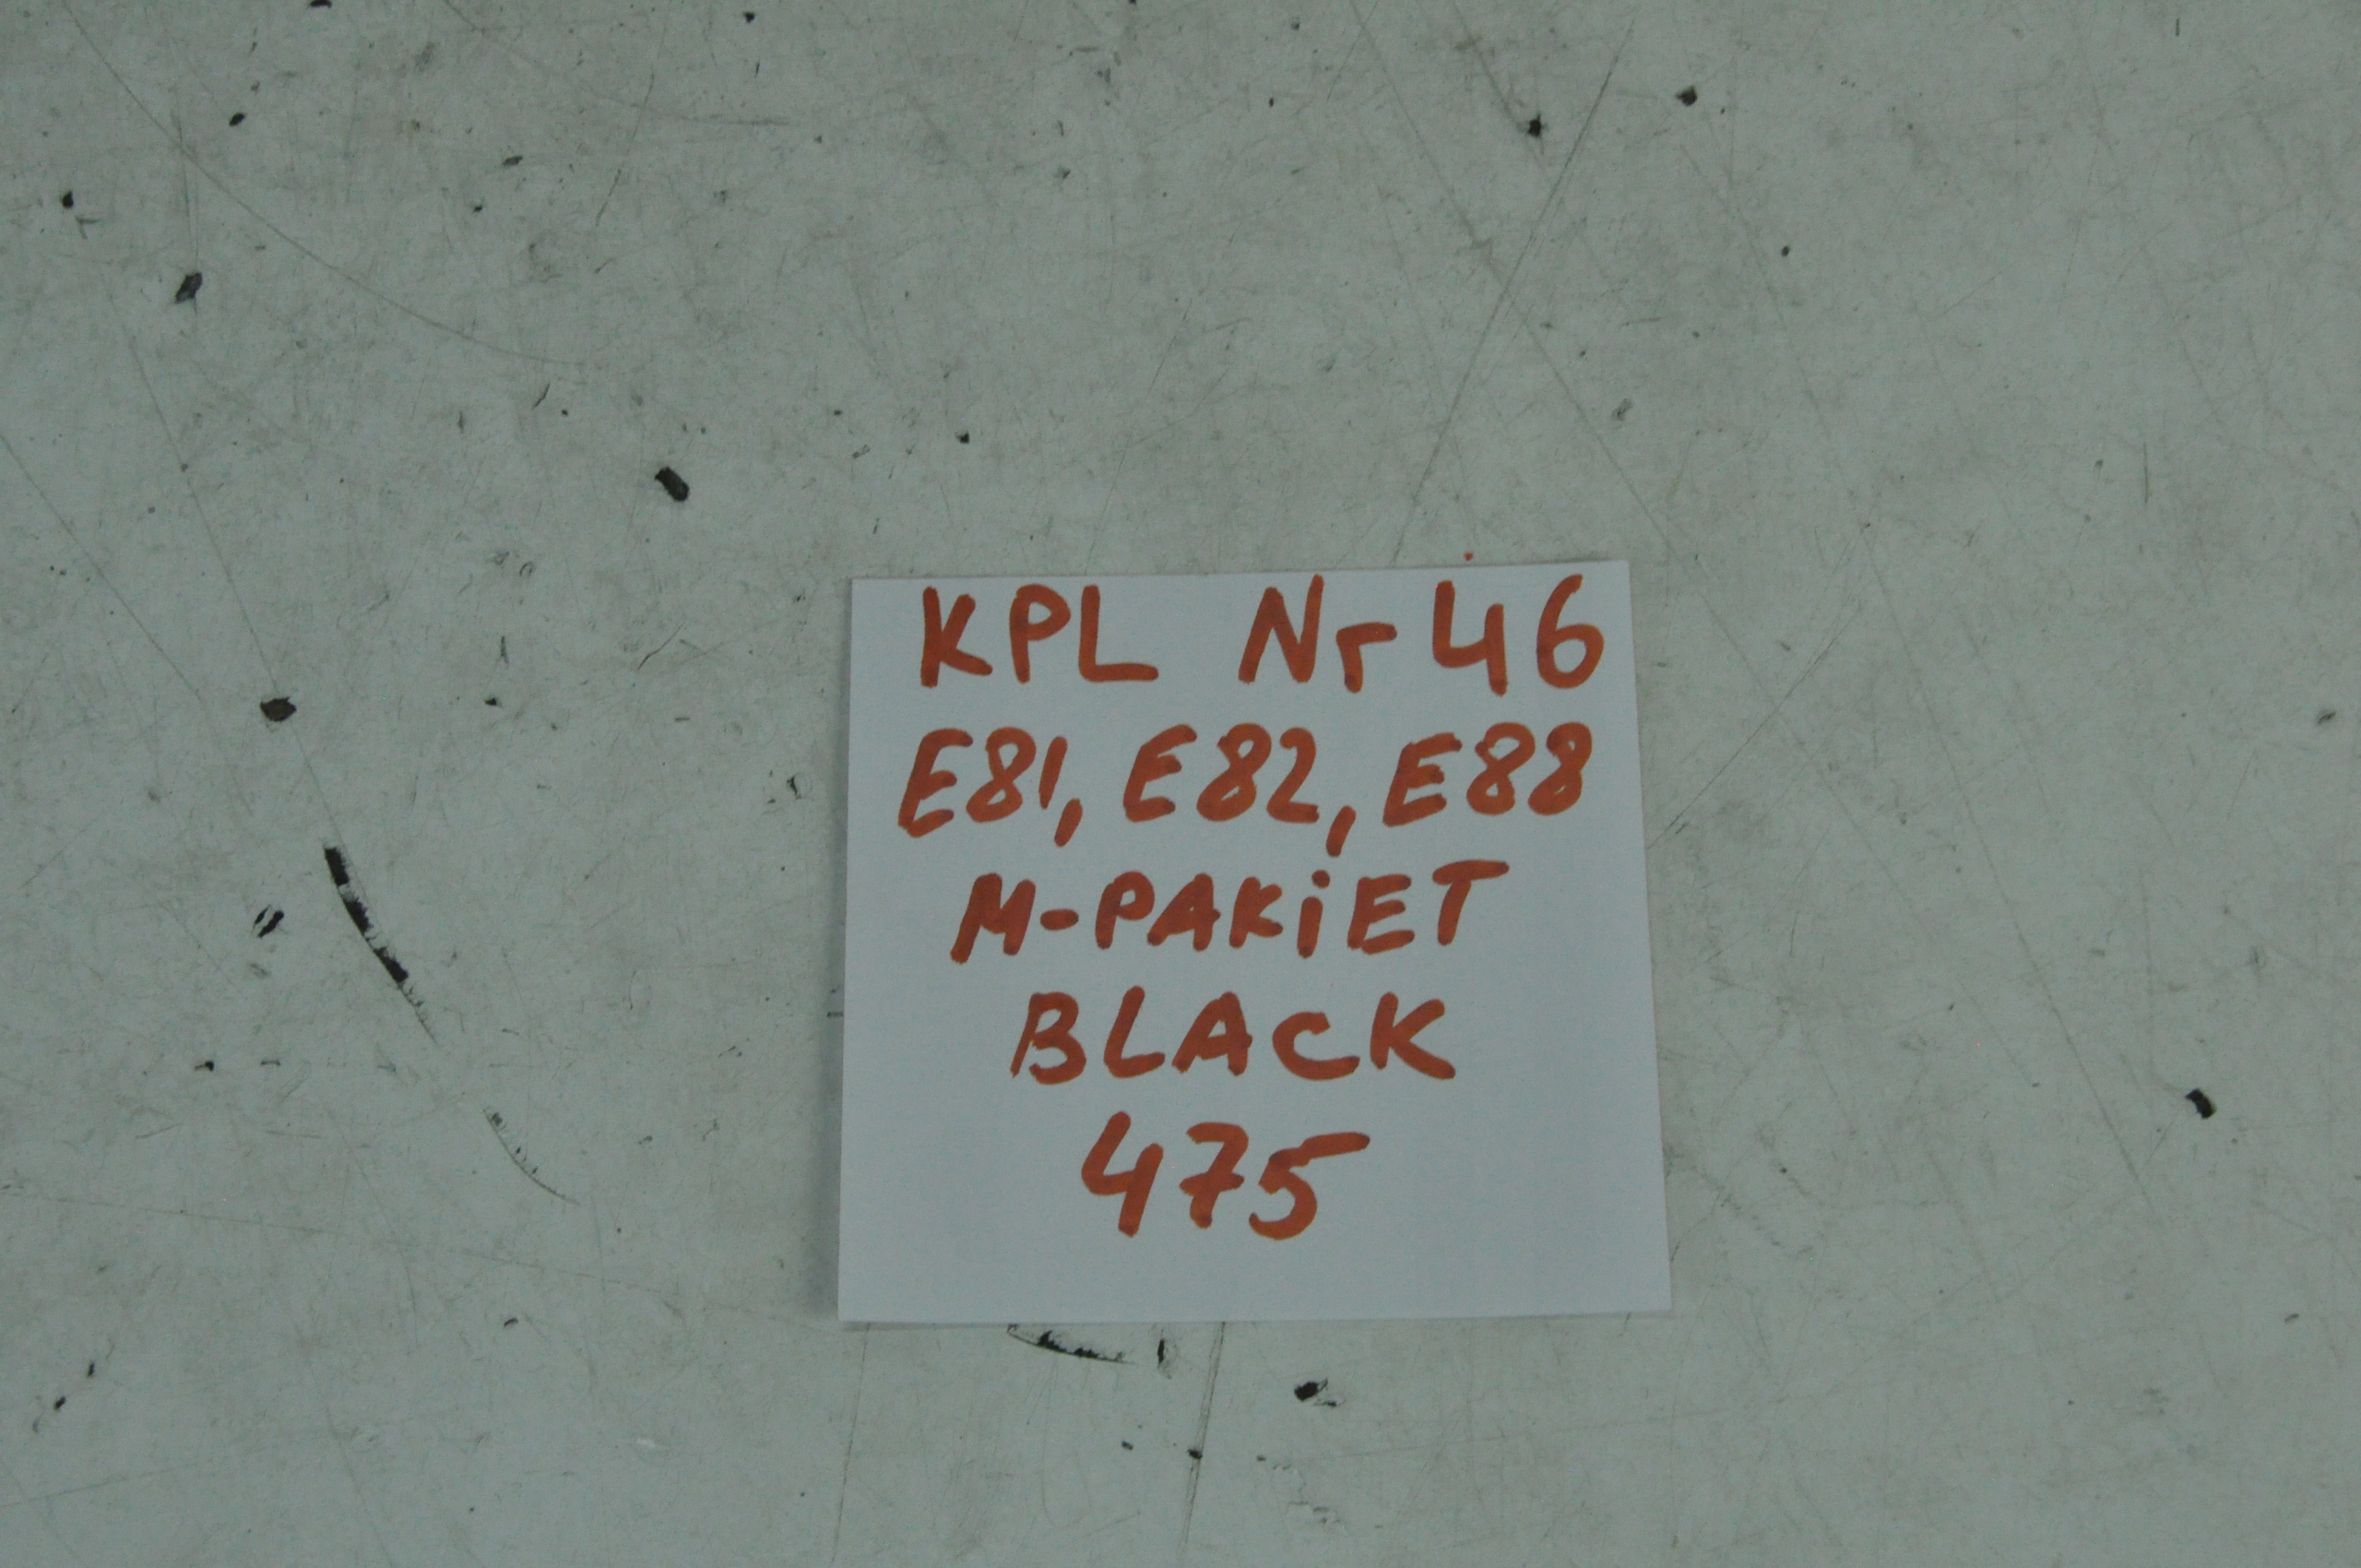 KPL Nr 46
E81, E82, E88
M-PAKiET
BLACK
475